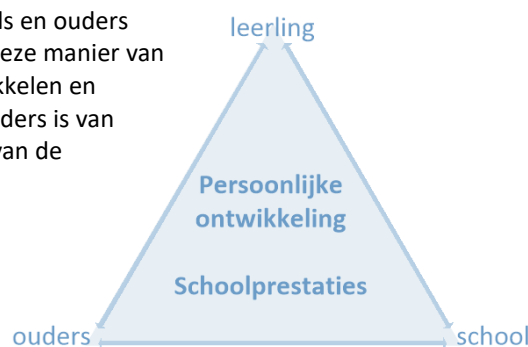 ls en ouders
eze manier van
kkelen en
ders is van
van de
leerling
Persoonlijke
ontwikkeling
Schoolprestaties
ouders
school